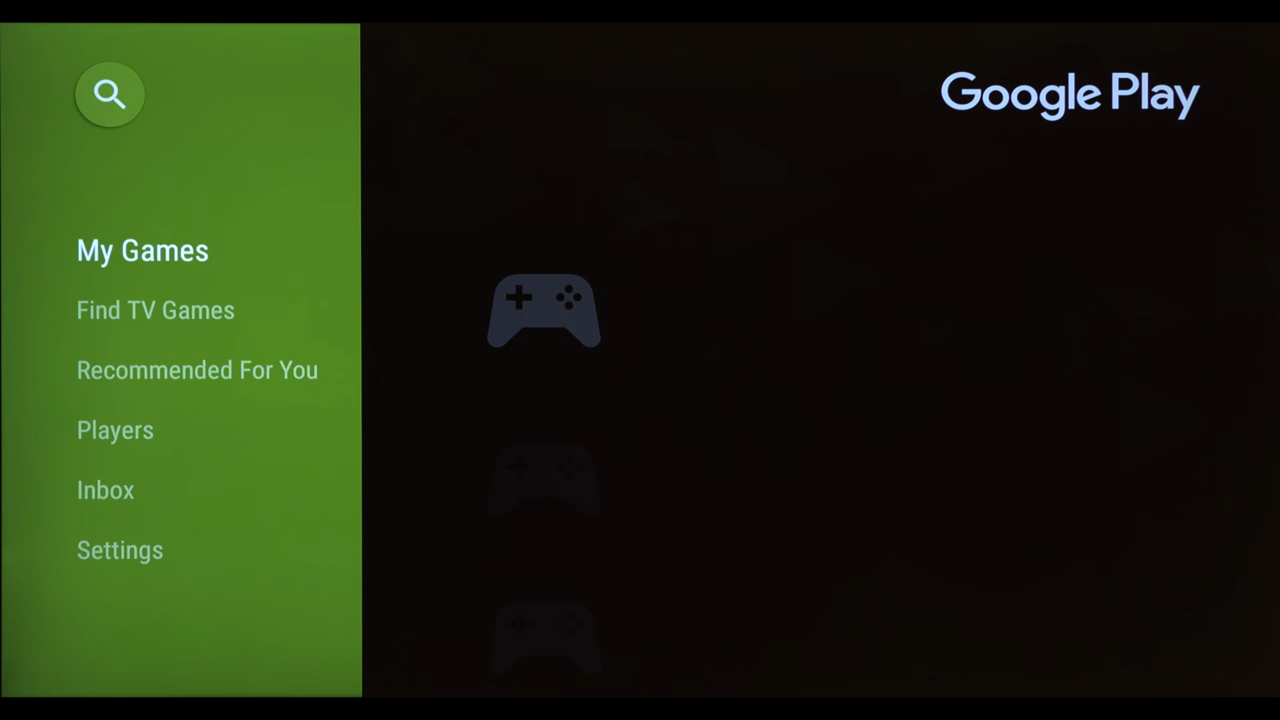 Google Play
My Games
Find TV Games
Recommended For You
Players
Inbox
Settings